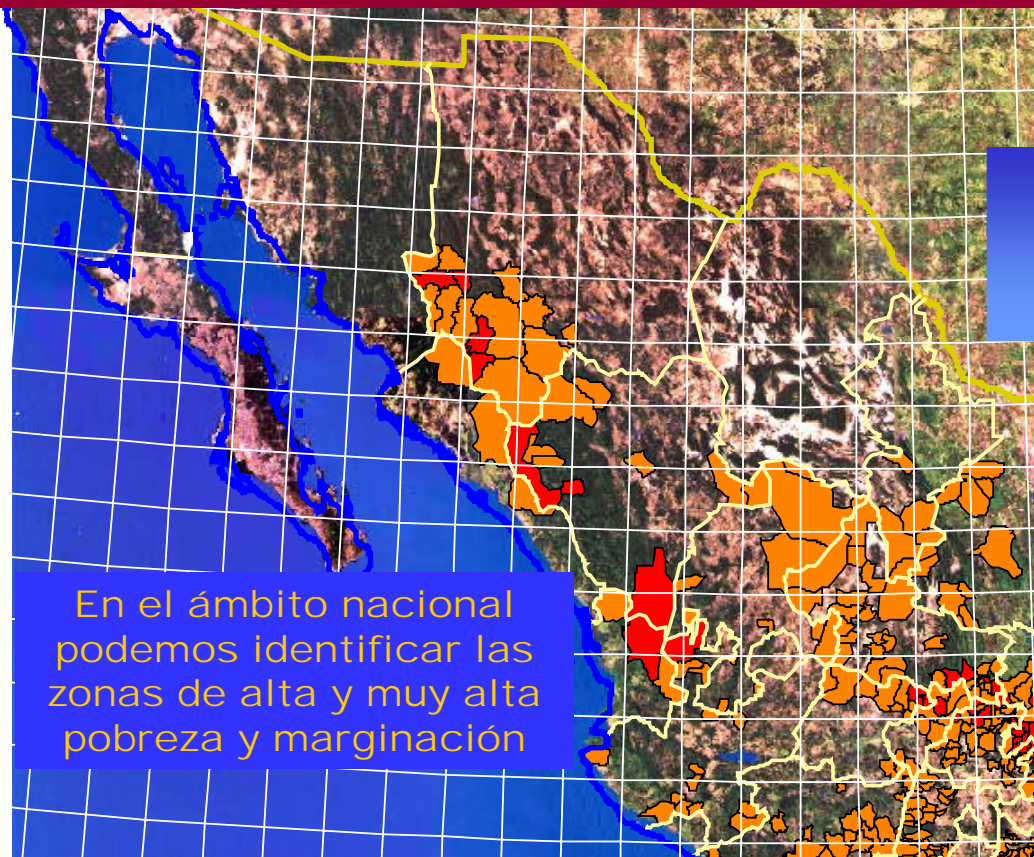 En el ámbito nacional
podemos identificar las
zonas de alta y muy alta
pobreza y marginación